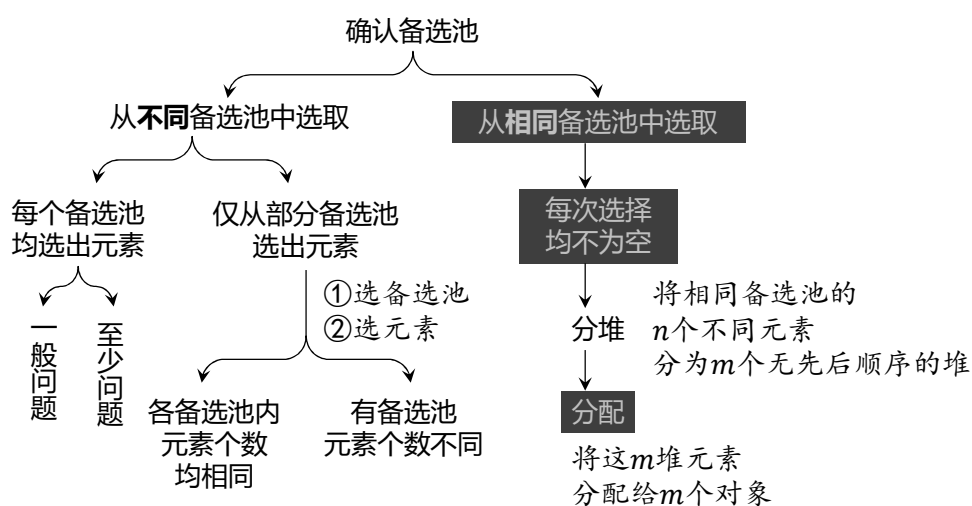 确认备选池
从不同备选池中选取
从相同备选池中选取
每个备选池
均选出元素
仅从部分备选池
选出元素
每次选择
均不为空
一般问题
至少问题
①选备选池
②选元素
分堆
将相同备选池的
n个不同元素
分为m个无先后顺序的堆
各备选池内
元素个数
均相同
有备选池
元素个数不同
分配
将这m堆元素
分配给m个对象